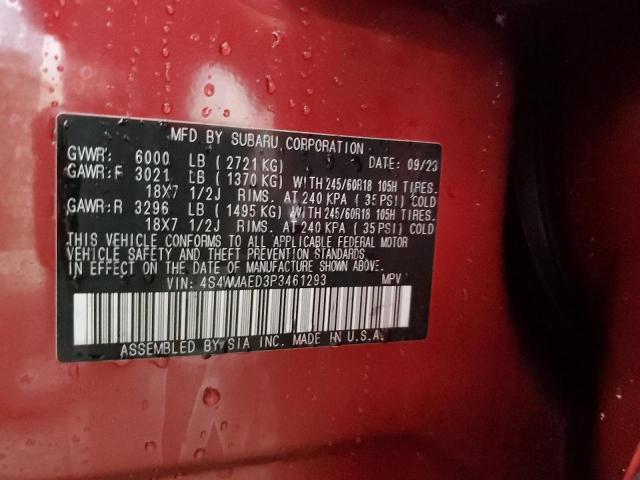 MFD. BY SUBARU CORPORATION
GVWR: 6000 LB (2721 KG) DATE: 09/23
GAWR:F 3021 LB (1370 KG) WITH 245/60R18 105H TIRES.
18X7 1/2J RIMS. AT 240 KPA (35 PSI) COLD
GAWR:R 3296 LB (1495 KG) WITH 245/60R18 105H TIRES.
18X7 1/2J RIMS. AT 240 KPA (35 PSI) COLD
THIS VEHICLE CONFORMS TO ALL APPLICABLE FEDERAL MOTOR
VEHICLE SAFETY AND THEFT PREVENTION STANDARDS
IN EFFECT ON THE DATE OF MANUFACTURE SHOWN ABOVE.
VIN: 4S4WMAED3P3461293 MPV
ASSEMBLED BY SIA INC. MADE IN U.S.A.